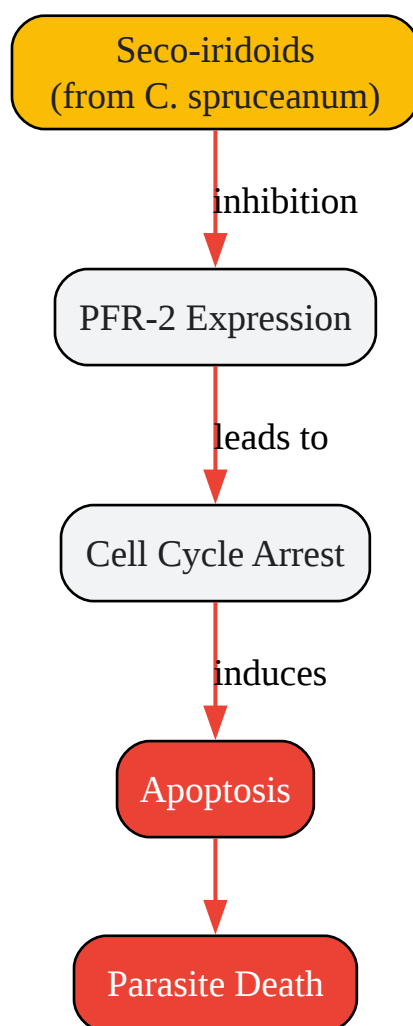 Seco-iridoids
(from C. spruceanum)
inhibition
PFR-2 Expression
leads to
Cell Cycle Arrest
induces
Apoptosis
Parasite Death